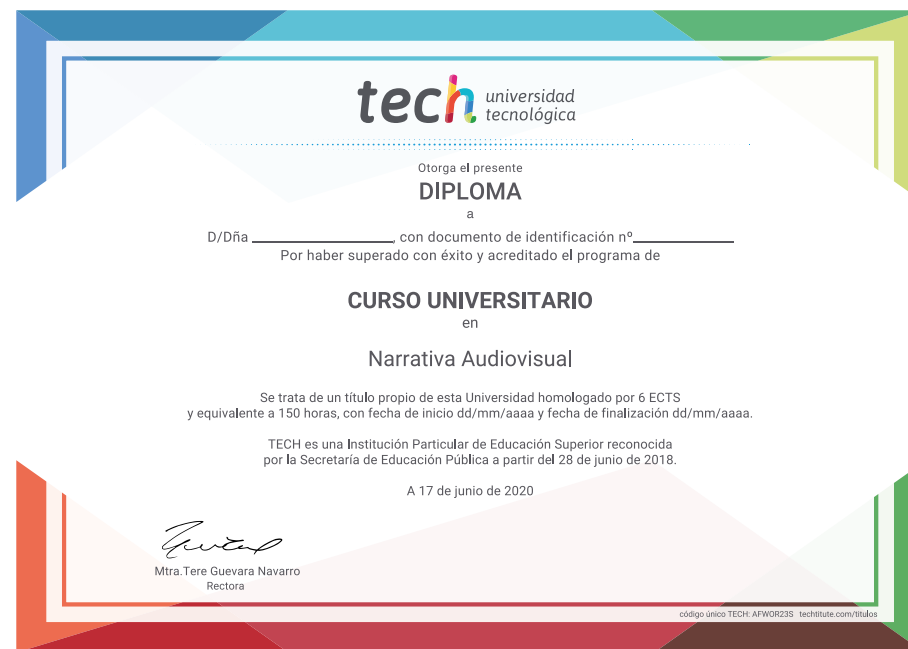 tech universidad
tecnológica
Otorga el presente
DIPLOMA
a
D/Dña ____________________, con documento de identificación nº______________
Por haber superado con éxito y acreditado el programa de
CURSO UNIVERSITARIO
en
Narrativa Audiovisual
Se trata de un título propio de esta Universidad homologado por 6 ECTS
y equivalente a 150 horas, con fecha de inicio dd/mm/aaaa y fecha de finalización dd/mm/aaaa.
TECH es una Institución Particular de Educación Superior reconocida
por la Secretaría de Educación Pública a partir del 28 de junio de 2018.
A 17 de junio de 2020
Mtra.Tere Guevara Navarro
Rectora
código único TECH: AFWOR23S techtitute.com/titulos